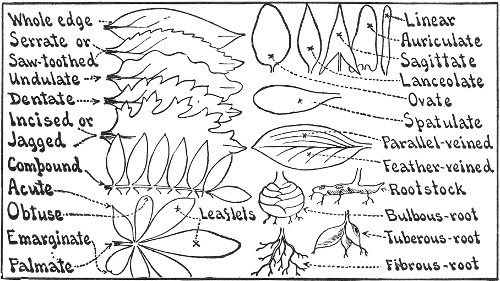 Whole edge
Serrate or
Saw-toothed
Undulate
Dentate
Incised or
Jagged
Compound
Acute
Obtuse
Emarginate
Palmate
Leaflets
Linear
Auriculate
Sagittate
Lanceolate
Ovate
Spatulate
Parallel-veined
Feather-veined
Rootstock
Bulbous-root
Tuberous-root
Fibrous-root